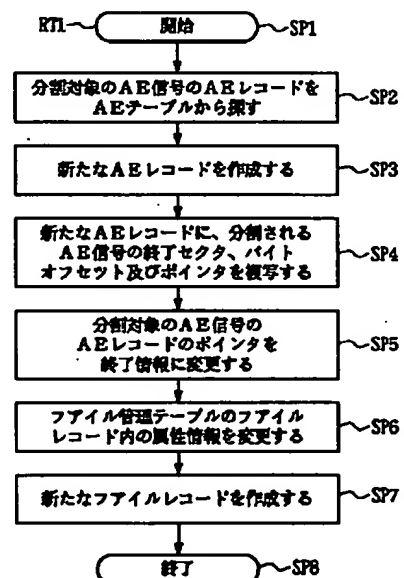 RT1 開始 SP1
分割対象のAE信号のAEレコードを
AEテーブルから探す SP2
新たなAEレコードを作成する SP3
新たなAEレコードに、分割される
AE信号の終了セクタ、バイト SP4
オフセット及びポインタを複写する
分割対象のAE信号の
AEレコードのポインタを SP5
終了情報に変更する
フアイル管理テーブルのフアイル
レコード内の属性情報を変更する SP6
新たなフアイルレコードを作成する SP7
終了 SP8